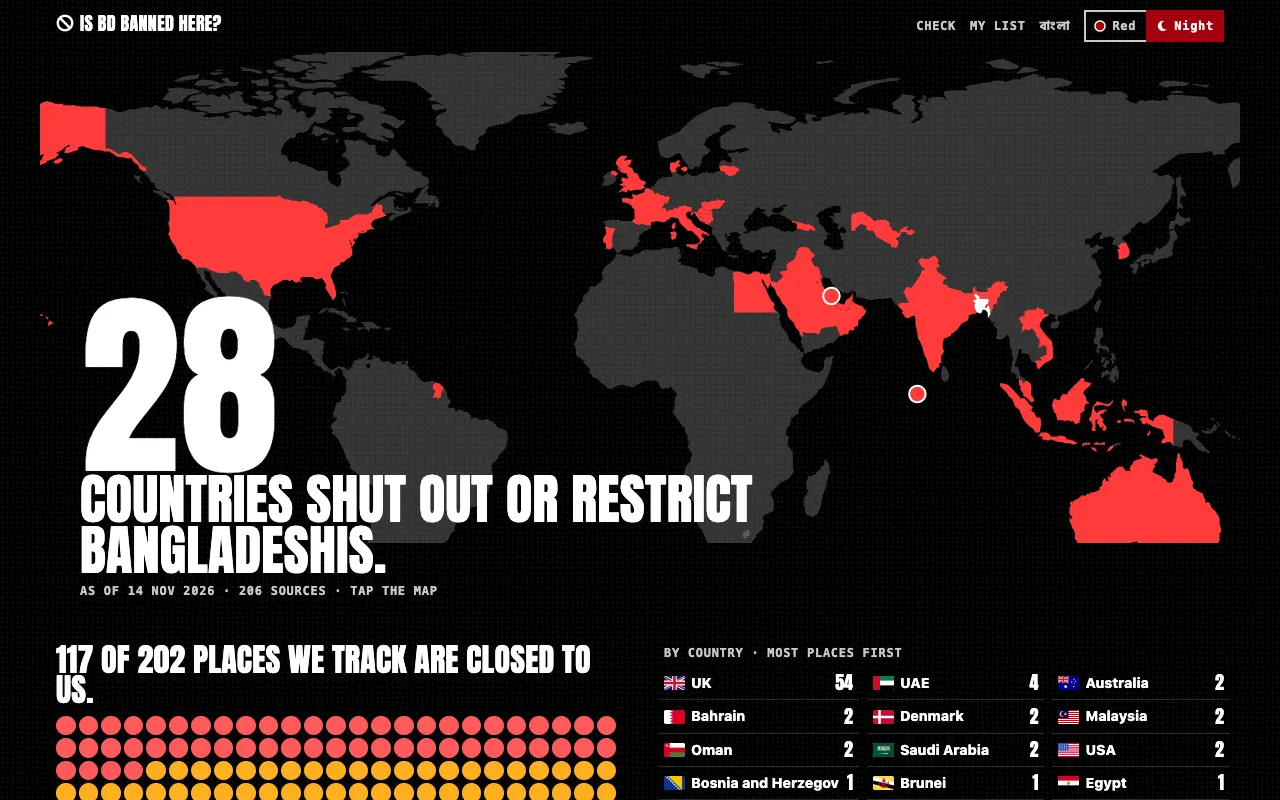 IS BD BANNED HERE?
CHECK MY LIST বাংলা Red Night
28
COUNTRIES SHUT OUT OR RESTRICT
BANGLADESHIS.
AS OF 14 NOV 2026 · 206 SOURCES · TAP THE MAP
117 OF 202 PLACES WE TRACK ARE CLOSED TO
US.
BY COUNTRY · MOST PLACES FIRST
UK 54 UAE 4 Australia 2
Bahrain 2 Denmark 2 Malaysia 2
Oman 2 Saudi Arabia 2 USA 2
Bosnia and Herzegov 1 Brunei 1 Egypt 1